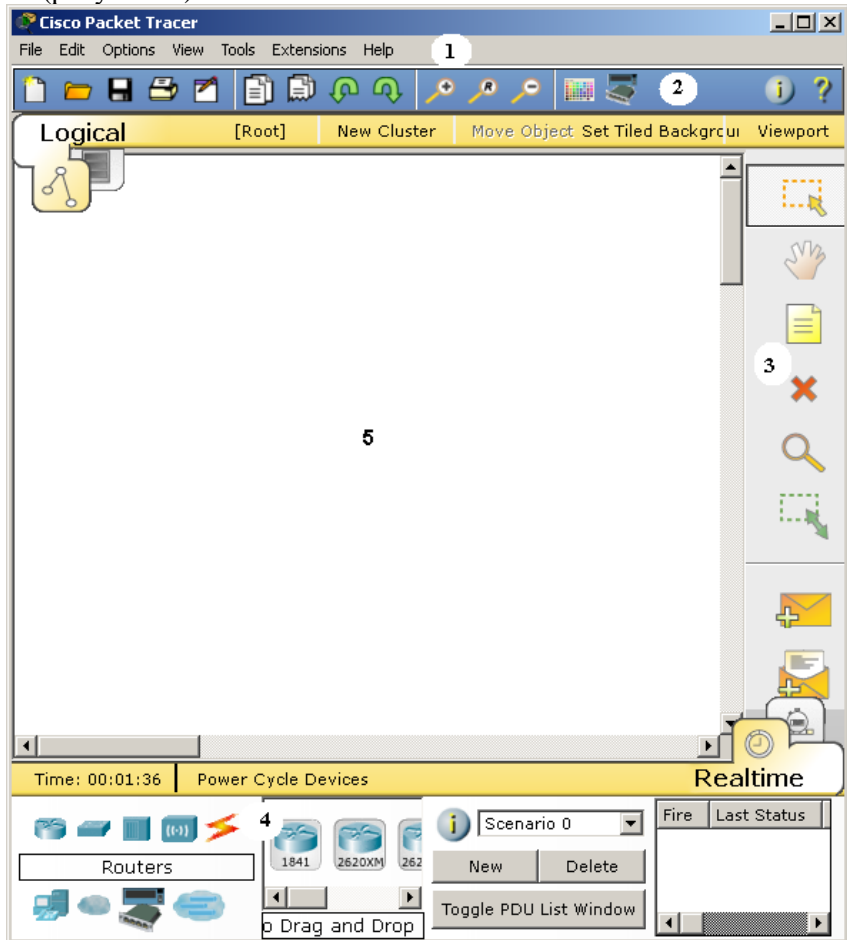 Cisco Packet Tracer
File Edit Options View Tools Extensions Help 1
R 2 i ?
Logical [Root] New Cluster Move Object Set Tiled Backgrou Viewport
3
5
Time: 00:01:36 Power Cycle Devices Realtime
4
1841 2620XM 262
Routers
o Drag and Drop
i Scenario 0
New Delete
Toggle PDU List Window
Fire Last Status